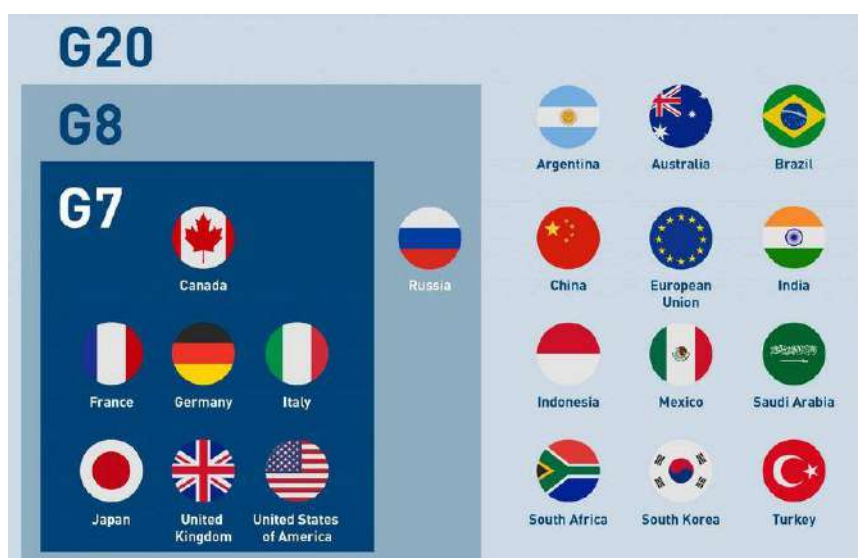 G20
G8
G7
Canada
France
Germany
Italy
Japan
United
Kingdom
United States
of America
Russia
Argentina
Australia
Brazil
China
European
Union
India
Indonesia
Mexico
Saudi Arabia
South Africa
South Korea
Turkey